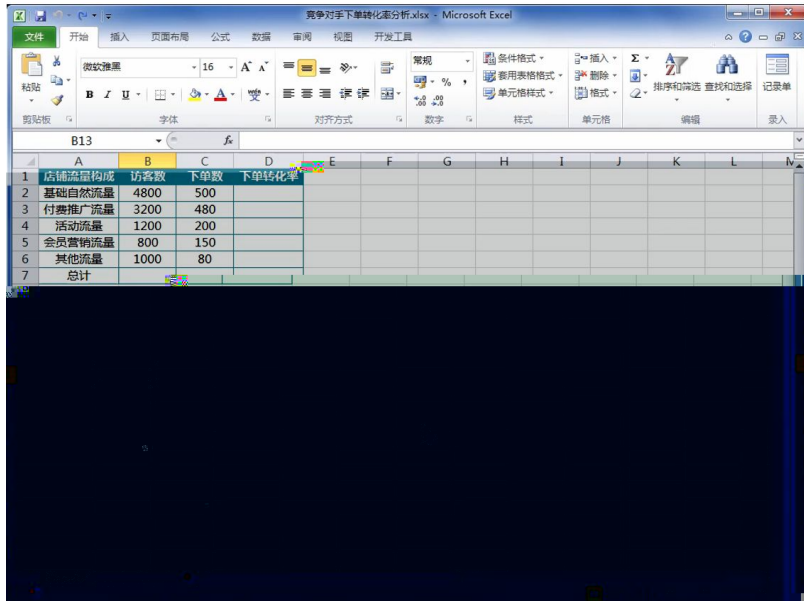 竞争对手下单转化率分析.xlsx - Microsoft Excel
文件 开始 插入 页面布局 公式 数据 审阅 视图 开发工具
粘贴 微软雅黑 16 A A 常规 条件格式 插入 Σ
套用表格格式 删除 排序和筛选 查找和选择 记录单
B I U A 变 % , 单元格样式 格式
剪贴板 字体 对齐方式 数字 样式 单元格 编辑 录入
B13 fx
A B C D E F G H I J K L
1 店铺流量构成 访客数 下单数 下单转化率
2 基础自然流量 4800 500
3 付费推广流量 3200 480
4 活动流量 1200 200
5 会员营销流量 800 150
6 其他流量 1000 80
7 总计